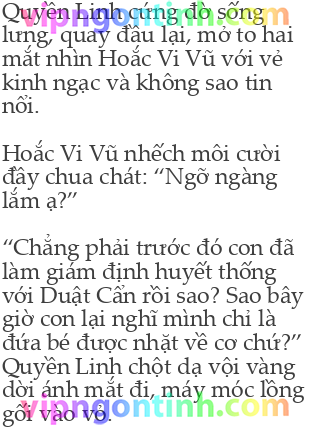 Quyền Linh cứng đờ sống
lưng, quay đầu lại, mở to hai
mắt nhìn Hoắc Vi Vũ với vẻ
kinh ngạc và không sao tin
nổi.
Hoắc Vi Vũ nhếch môi cười
đầy chua chát: “Ngỡ ngàng
lắm ạ?”
“Chẳng phải trước đó con đã
làm giám định huyết thống
với Duật Cẩn rồi sao? Sao bây
giờ con lại nghĩ mình chỉ là
đứa bé được nhặt về cơ chứ?”
Quyền Linh chột dạ vội vàng
dời ánh mắt đi, máy móc lồng
gối vào vỏ.
vipngontinh.com
vipngontinh.com